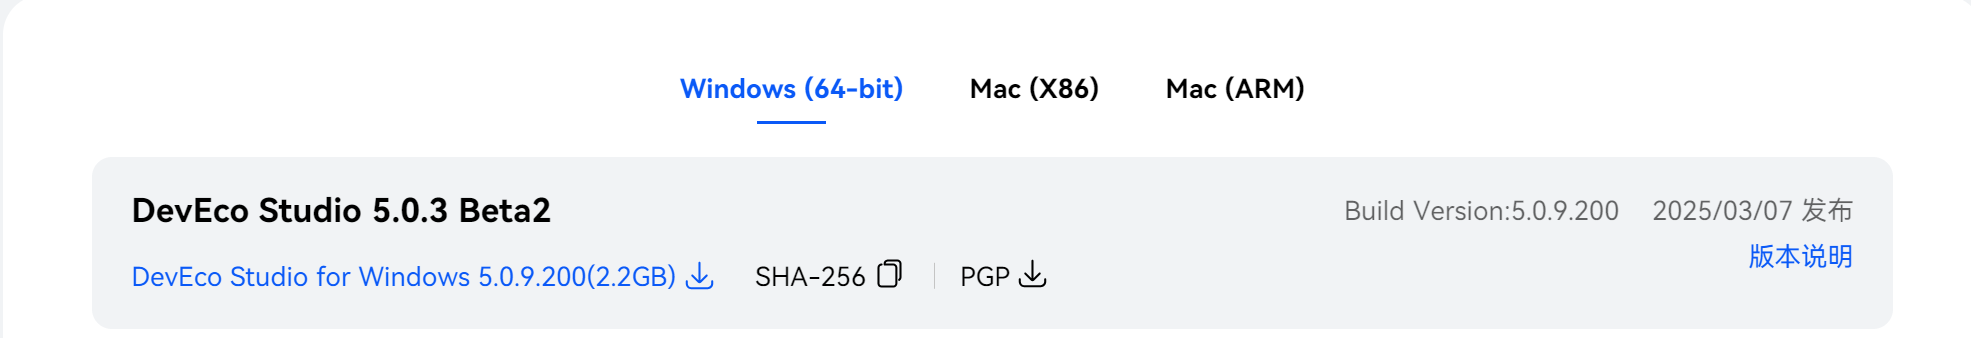 Windows (64-bit) Mac (X86) Mac (ARM)
DevEco Studio 5.0.3 Beta2 Build Version:5.0.9.200 2025/03/07 发布
版本说明
DevEco Studio for Windows 5.0.9.200(2.2GB) SHA-256 PGP